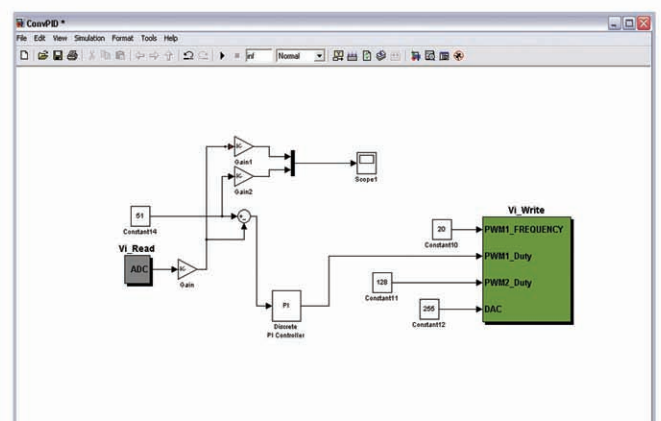 ConvPID *
File Edit View Simulation Format Tools Help
inf Normal
Gain1
Gain2
Scope1
51
Constant14
Vi_Read
ADC
Gain
PI
Discrete
PI Controller
Vi_Write
20
Constant10
PWM1_FREQUENCY
PWM1_Duty
128
Constant11
PWM2_Duty
255
Constant12
DAC